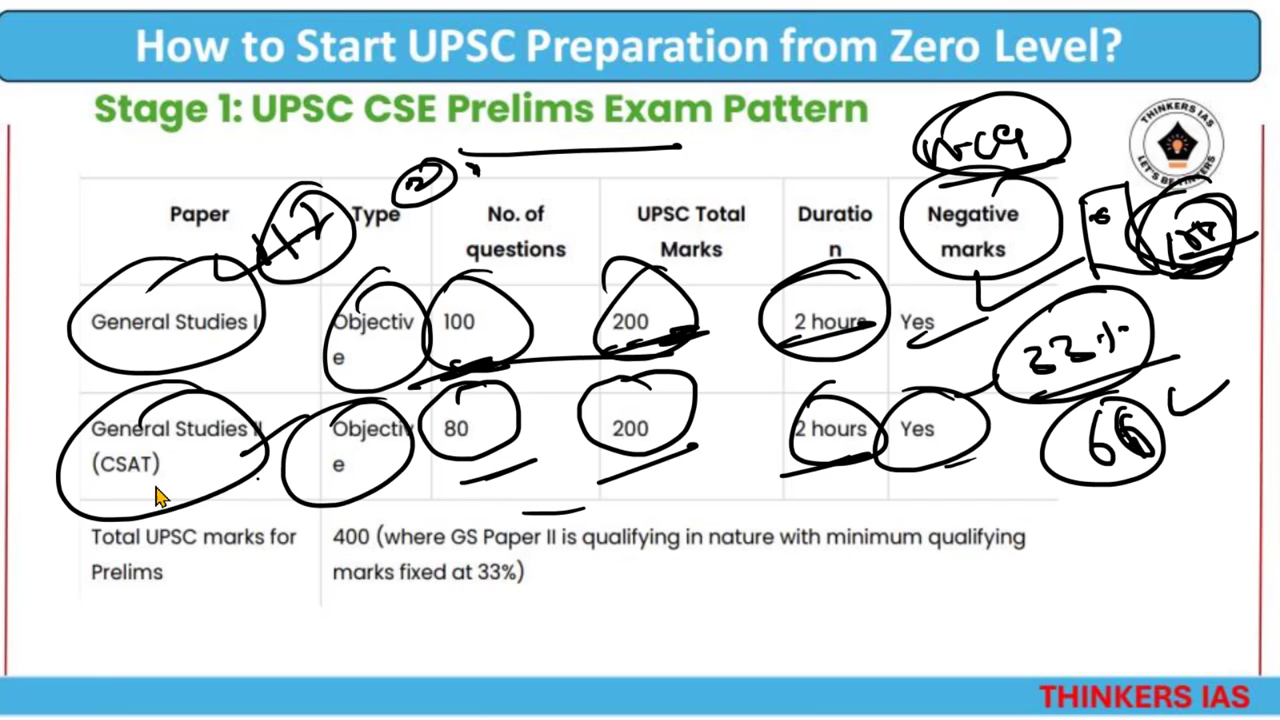 How to Start UPSC Preparation from Zero Level?
Stage 1: UPSC CSE Prelims Exam Pattern
THINKERS IAS
Paper
Type
No. of
questions
UPSC Total
Marks
Duratio
n
Negative
marks
General Studies I
Objectiv
e
100
200
2 hours
Yes
33%
General Studies II
(CSAT)
Objectiv
e
80
200
2 hours
Yes
66
Total UPSC marks for
Prelims
400 (where GS Paper II is qualifying in nature with minimum qualifying
marks fixed at 33%)
THINKERS IAS